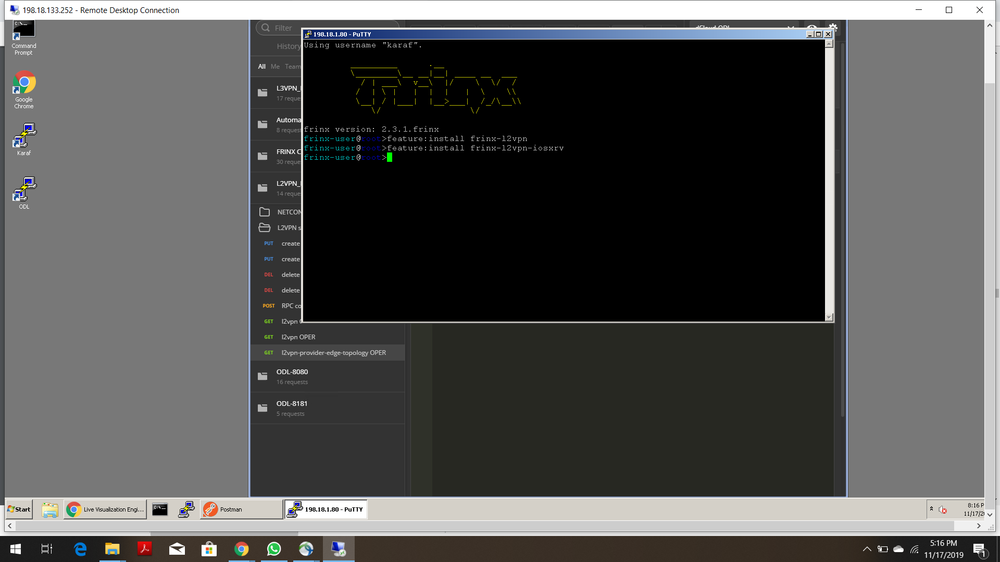 198.18.133.252 - Remote Desktop Connection
Command
Prompt
Google
Chrome
Karaf
ODL
Filter
History
All Me Team
L3VPN_
17 reque
Automa
8 reques
FRINX C
30 reque
L2VPN_
14 reque
NETCON
L2VPN s
PUT create
PUT create
DEL delete
DEL delete
POST RPC co
GET l2vpn
GET l2vpn OPER
GET l2vpn-provider-edge-topology OPER
ODL-8080
16 requests
ODL-8181
5 requests
dCloud ODL
198.18.1.80 - PuTTY
Using username "karaf".
frinx
frinx version: 2.3.1.frinx
frinx-user@root>feature:install frinx-l2vpn
frinx-user@root>feature:install frinx-l2vpn-iosxrv
frinx-user@root>
Start
Live Visualization Engi...
Postman
198.18.1.80 - PuTTY
8:16 P
11/17/20
5:16 PM
11/17/2019
1